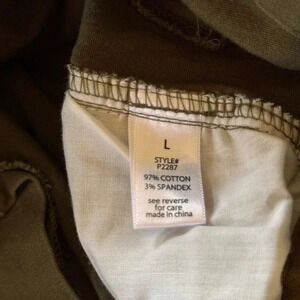 L
STYLE#
P2287
97% COTTON
3% SPANDEX
see reverse
for care
made in china